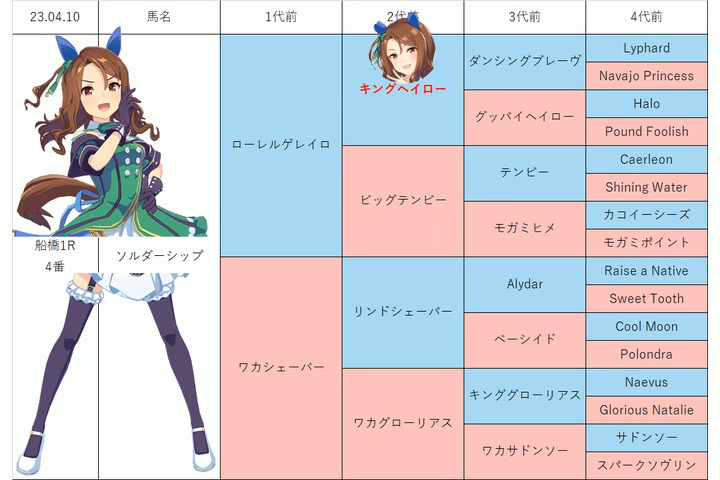 23.04.10
馬名
1代前
2代前
3代前
4代前
船橋1R
4番
ソルダーシップ
ローレルゲレイロ
キングヘイロー
ダンシングブレーヴ
Lyphard
Navajo Princess
グッバイヘイロー
Halo
Pound Foolish
ビッグテンビー
テンビー
Caerleon
Shining Water
モガミヒメ
カコイーシーズ
モガミポイント
ワカシェーバー
リンドシェーバー
Alydar
Raise a Native
Sweet Tooth
ベーシイド
Cool Moon
Polondra
ワカグローリアス
キンググローリアス
Naevus
Glorious Natalie
ワカサドンソー
サドンソー
スパークソヴリン